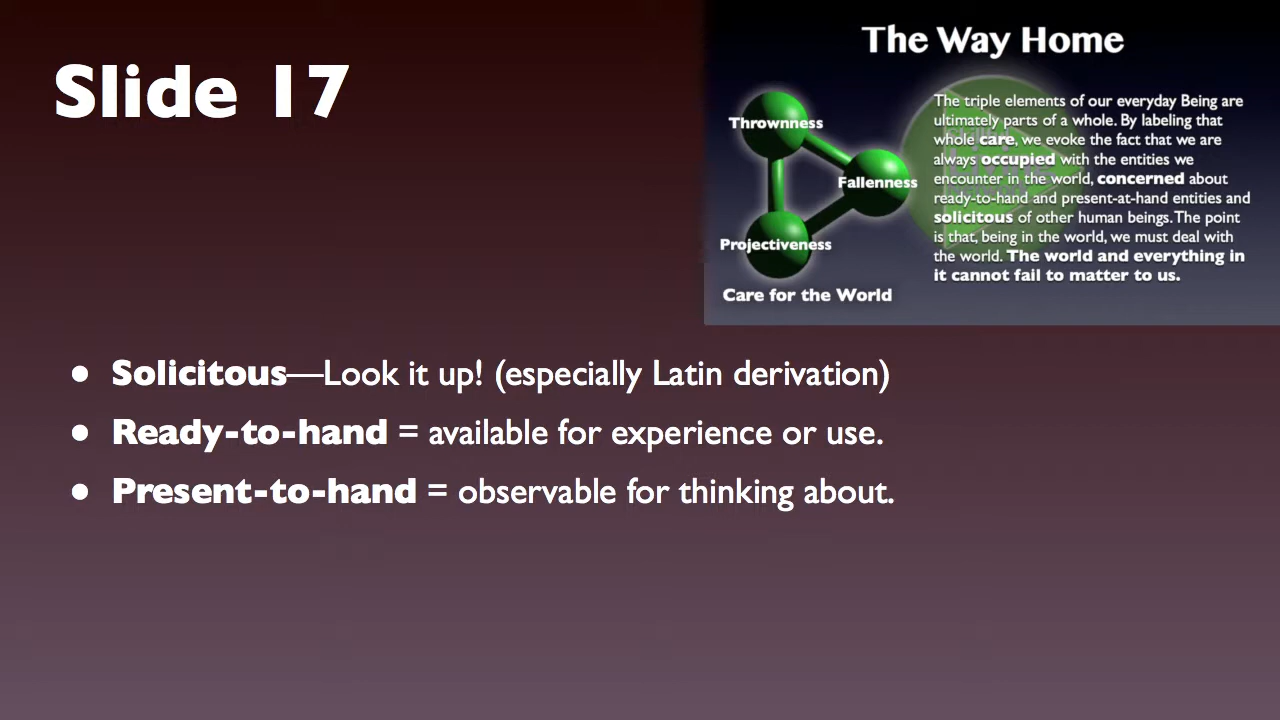 Slide 17
The Way Home
Thrownness
Fallenness
Projectiveness
Care for the World
The triple elements of our everyday Being are
ultimately parts of a whole. By labeling that
whole care, we evoke the fact that we are
always occupied with the entities we
encounter in the world, concerned about
ready-to-hand and present-at-hand entities and
solicitous of other human beings. The point
is that, being in the world, we must deal with
the world. The world and everything in
it cannot fail to matter to us.
• Solicitous—Look it up! (especially Latin derivation)
• Ready-to-hand = available for experience or use.
• Present-to-hand = observable for thinking about.